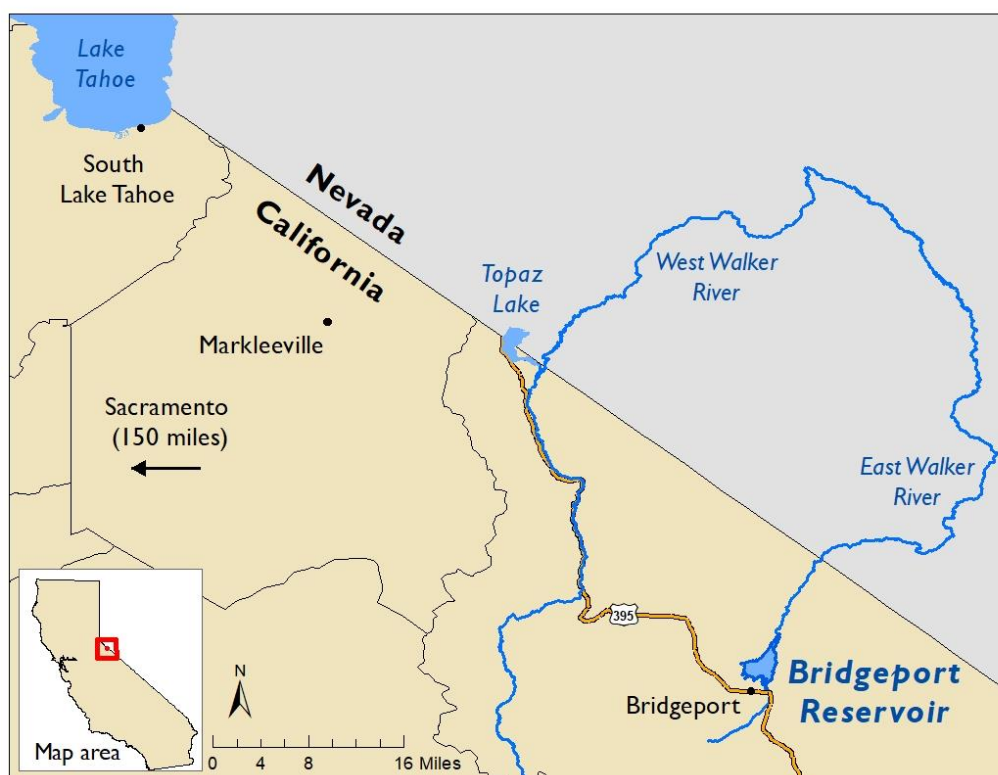 Lake
Tahoe
South
Lake Tahoe
Nevada
California
Topaz
Lake
West Walker
River
Markleeville
Sacramento
(150 miles)
East Walker
River
395
Bridgeport
Reservoir
Bridgeport
Map area
N
0 4 8 16 Miles